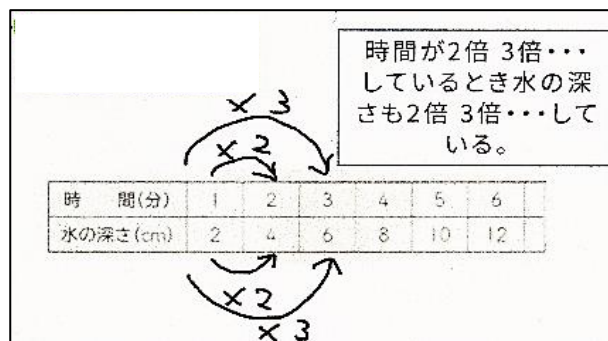 時間が2倍 3倍・・・
しているとき水の深
さも2倍 3倍・・・して
いる。
×3
×2
時 間(分) 1 2 3 4 5 6
水の深さ(cm) 2 4 6 8 10 12
×2
×3